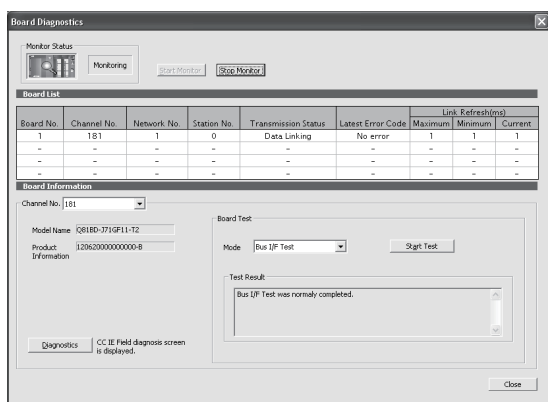 Board Diagnostics
Monitor Status
Monitoring
Start Monitor
Stop Monitor
Board List
Link Refresh(ms)
Board No. Channel No. Network No. Station No. Transmission Status Latest Error Code Maximum Minimum Current
1 181 1 0 Data Linking No error 1 1 1
- - - - - - - - -
- - - - - - - - -
- - - - - - - - -
Board Information
Channel No. 181
Model Name Q81BD-J71GF11-T2
Product Information 120620000000000-B
Board Test
Mode Bus I/F Test
Start Test
Test Result
Bus I/F Test was normaly completed.
Diagnostics
CC IE Field diagnosis screen
is displayed.
Close